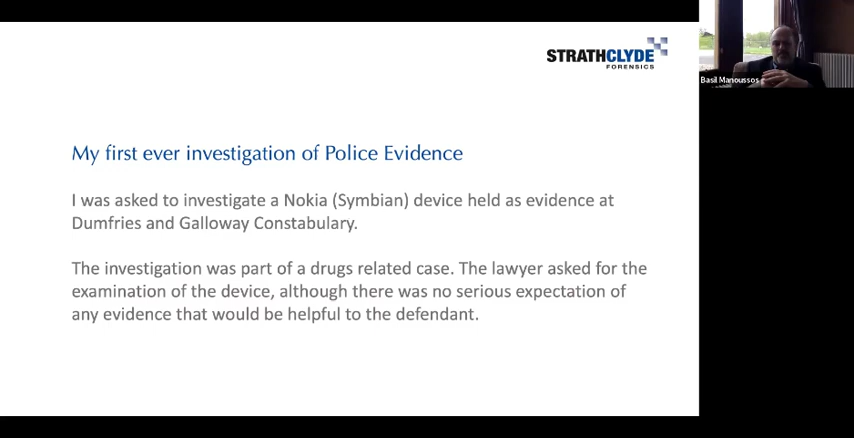 STRATHCLYDE
FORENSICS
Basil Manoussos
My first ever investigation of Police Evidence
I was asked to investigate a Nokia (Symbian) device held as evidence at
Dumfries and Galloway Constabulary.
The investigation was part of a drugs related case. The lawyer asked for the
examination of the device, although there was no serious expectation of
any evidence that would be helpful to the defendant.